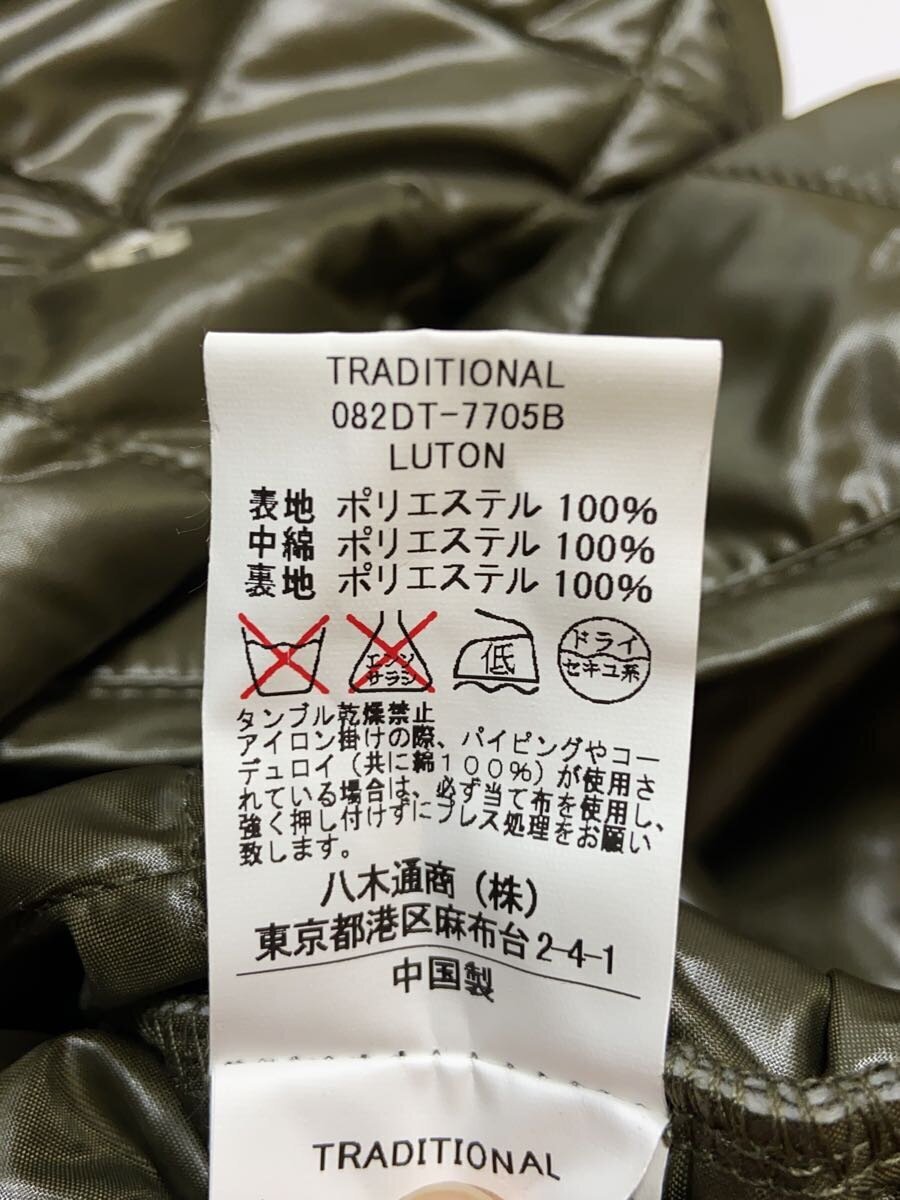 TRADITIONAL
082DT-7705B
LUTON
表地 ポリエステル 100%
中綿 ポリエステル 100%
裏地 ポリエステル 100%
エンソ
サラシ
低
ドライ
セキユ系
タンブル乾燥禁止
アイロン掛けの際、パイピングやコー
デュロイ(共に綿100%)が使用さ
れている場合は、必ず当て布を使用し、
強く押し付けずにプレス処理をお願い
致します。
八木通商(株)
東京都港区麻布台2-4-1
中国製
TRADITIONAL